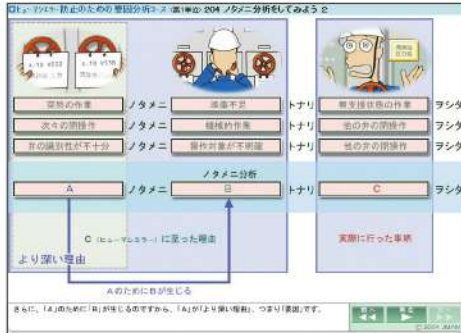 ヒューマンエラー防止のための要因分析コース (第1単位) 204 ノタメニ分析をしてみよう 2
突然の作業 ノタメニ 準備不足 トナリ 無支援状態の作業 ヲシタ
次々の閉操作 ノタメニ 機械的作業 トナリ 他の弁の閉操作 ヲシタ
弁の識別性が不十分 ノタメニ 操作対象が不明確 トナリ 他の弁の閉操作 ヲシタ
ノタメニ分析
A ノタメニ B トナリ C ヲシタ
C (ヒューマンエラー) に至った理由
実際に行った事柄
より深い理由
AのためにBが生じる
さらに、「A」のために「B」が生じるのですから、「A」が「より深い理由」、つまり「要因」です。